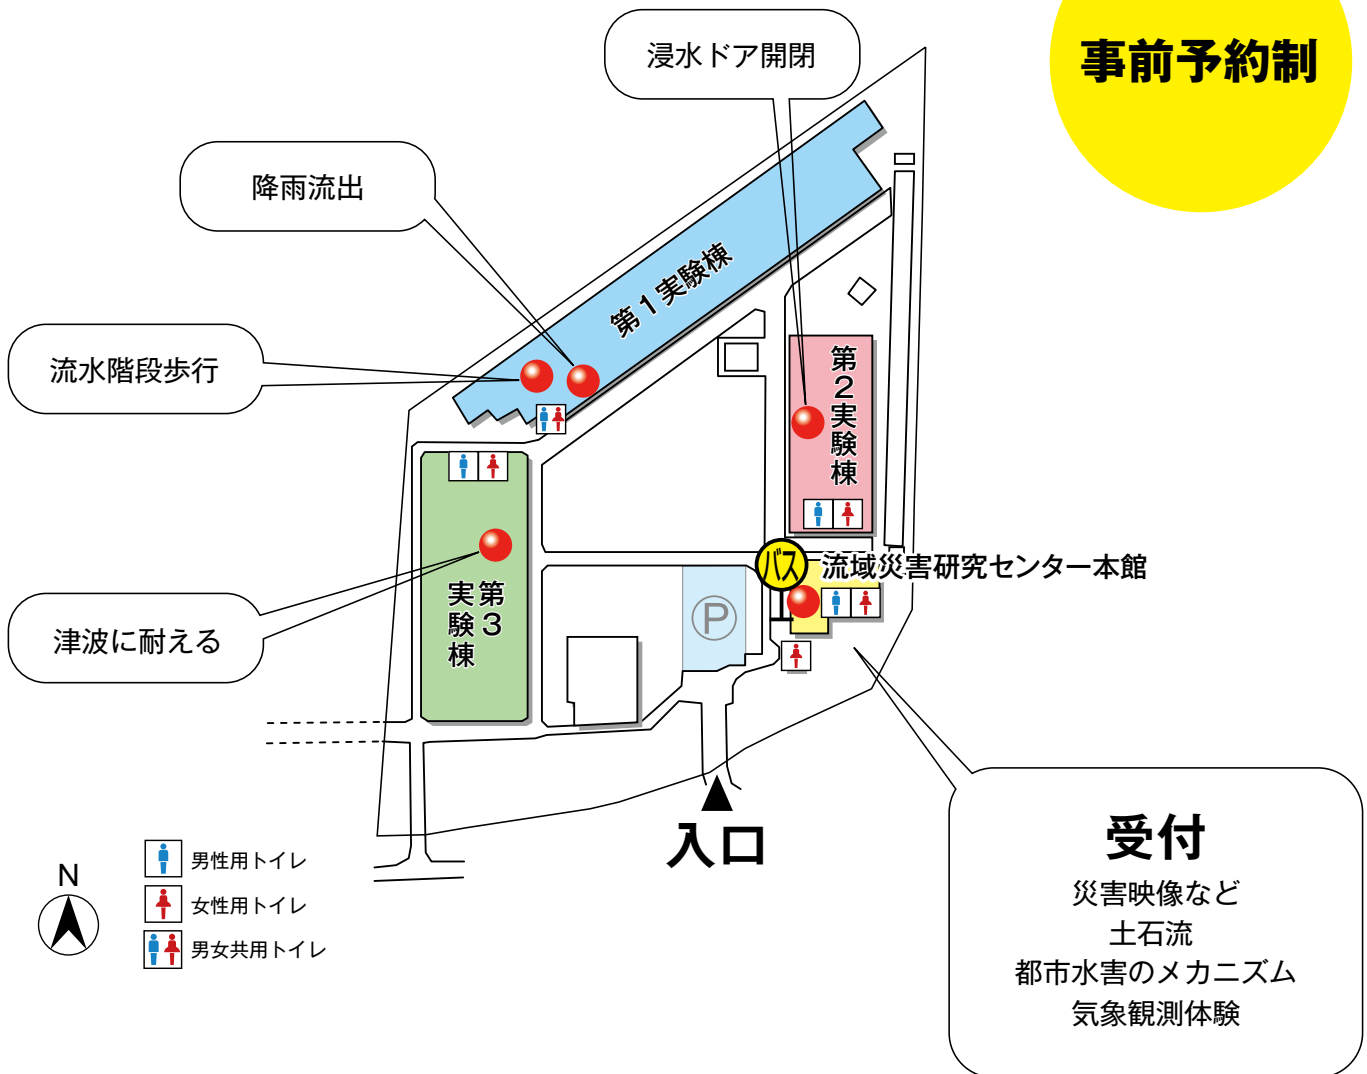 事前予約制
浸水ドア開閉
降雨流出
流水階段歩行
津波に耐える
第1実験棟
第2実験棟
第3
実験棟
バス
流域災害研究センター本館
P
入口
受付
災害映像など
土石流
都市水害のメカニズム
気象観測体験
N
男性用トイレ
女性用トイレ
男女共用トイレ